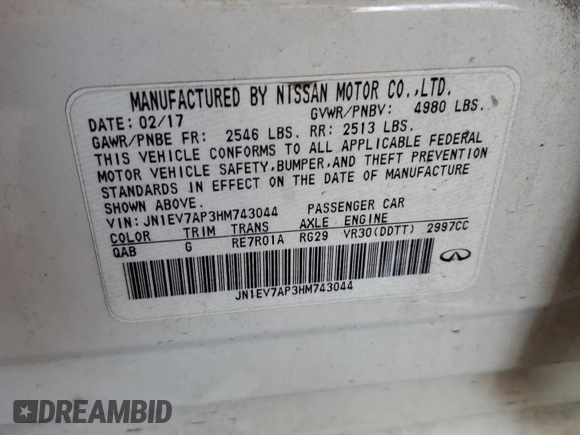 MANUFACTURED BY NISSAN MOTOR CO.,LTD.
DATE: 02/17 GVWR/PNBV: 4980 LBS.
GAWR/PNBE FR: 2546 LBS. RR: 2513 LBS.
THIS VEHICLE CONFORMS TO ALL APPLICABLE FEDERAL
MOTOR VEHICLE SAFETY,BUMPER,AND THEFT PREVENTION
STANDARDS IN EFFECT ON THE DATE OF MANUFACTURE
SHOWN ABOVE.
VIN: JN1EV7AP3HM743044 PASSENGER CAR
COLOR TRIM TRANS AXLE ENGINE
QAB G RE7R01A RG29 VR30(DDTT) 2997CC
JN1EV7AP3HM743044
INFINITI
DREAMBID